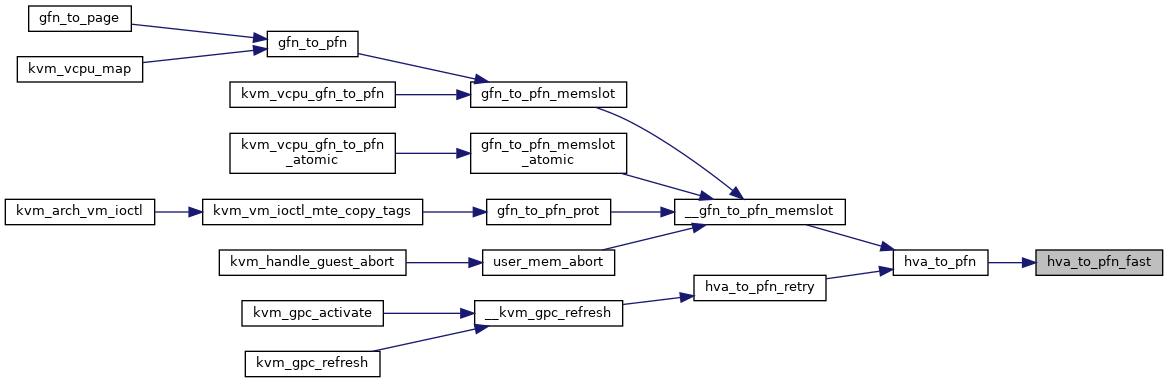 gfn_to_page
gfn_to_pfn
kvm_vcpu_map
kvm_vcpu_gfn_to_pfn
gfn_to_pfn_memslot
kvm_vcpu_gfn_to_pfn
_atomic
gfn_to_pfn_memslot
_atomic
kvm_arch_vm_ioctl
kvm_vm_ioctl_mte_copy_tags
gfn_to_pfn_prot
__gfn_to_pfn_memslot
kvm_handle_guest_abort
user_mem_abort
hva_to_pfn
hva_to_pfn_fast
hva_to_pfn_retry
kvm_gpc_activate
__kvm_gpc_refresh
kvm_gpc_refresh